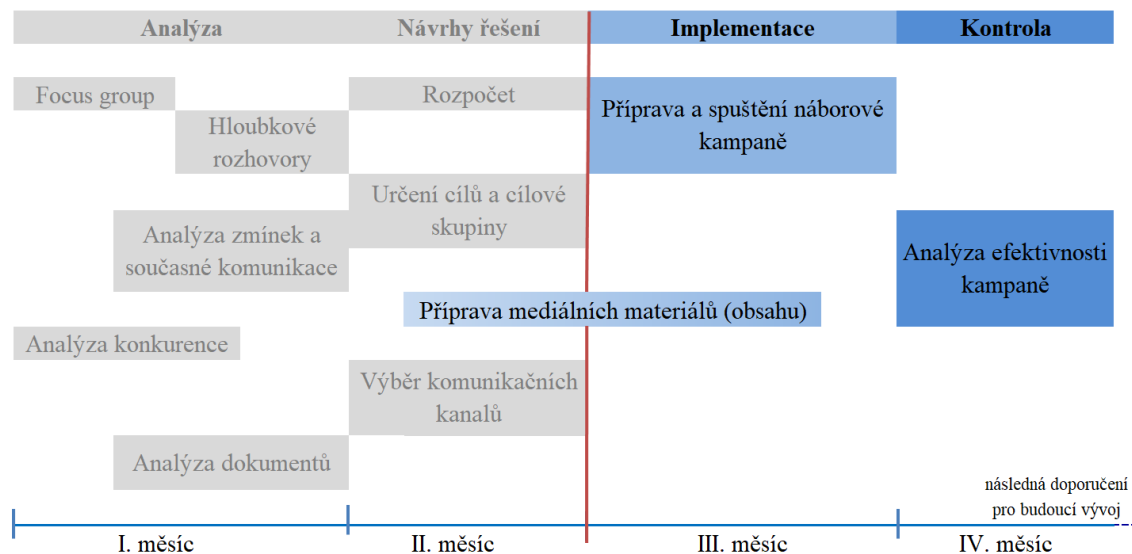 Analýza
Návrhy řešení
Implementace
Kontrola
Focus group
Rozpočet
Příprava a spuštění náborové
kampaně
Hloubkové
rozhovory
Určení cílů a cílové
skupiny
Analýza zmínek a
současné komunikace
Analýza efektivnosti
kampaně
Příprava mediálních materiálů (obsahu)
Analýza konkurence
Výběr komunikačních
kanalů
Analýza dokumentů
následná doporučení
pro budoucí vývoj
I. měsíc
II. měsíc
III. měsíc
IV. měsíc